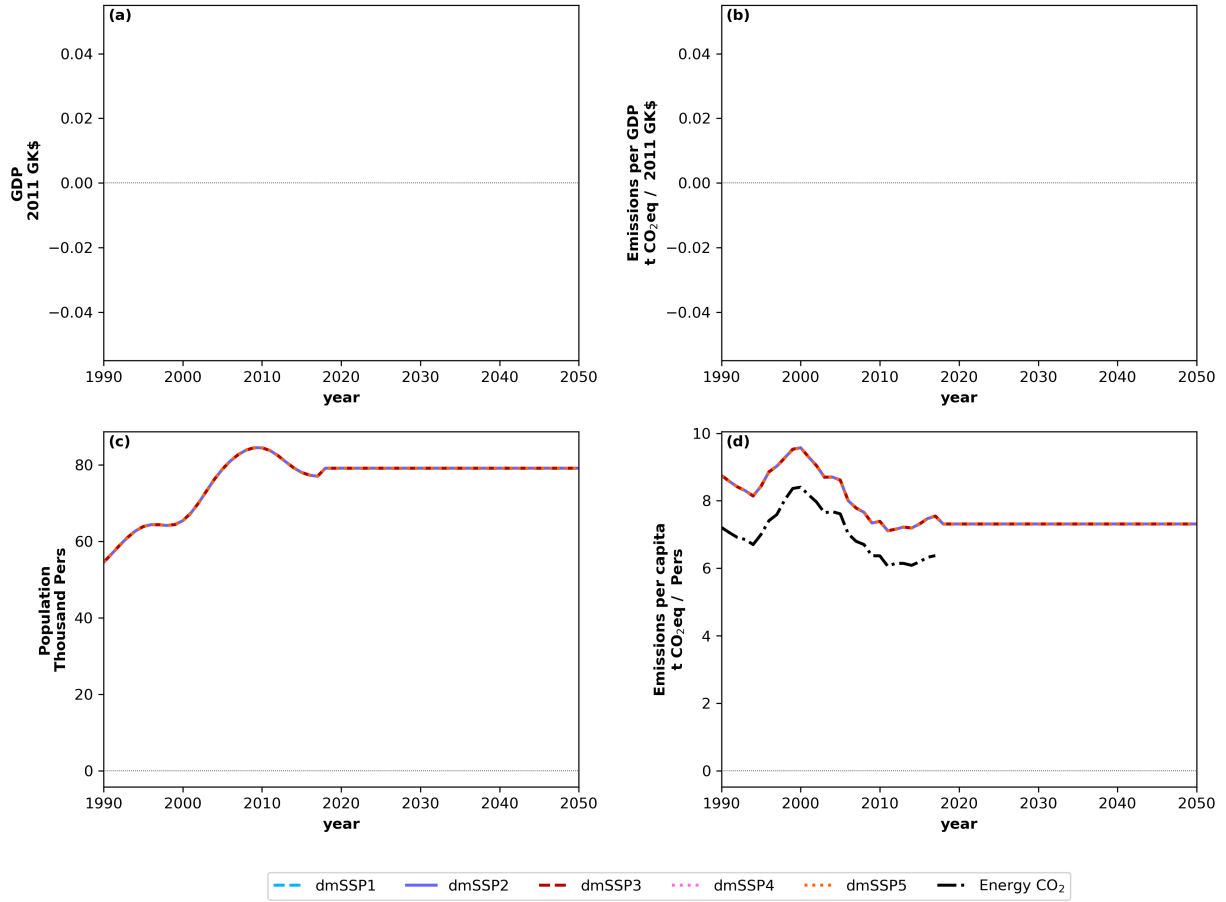 (a)
0.04
0.02
0.00
−0.02
−0.04
GDP
2011 GK$
1990 2000 2010 2020 2030 2040 2050
year
(b)
0.04
0.02
0.00
−0.02
−0.04
Emissions per GDP
t CO₂eq / 2011 GK$
1990 2000 2010 2020 2030 2040 2050
year
(c)
80
60
40
20
0
Population
Thousand Pers
1990 2000 2010 2020 2030 2040 2050
year
(d)
10
8
6
4
2
0
Emissions per capita
t CO₂eq / Pers
1990 2000 2010 2020 2030 2040 2050
year
dmSSP1 dmSSP2 dmSSP3 dmSSP4 dmSSP5 Energy CO₂